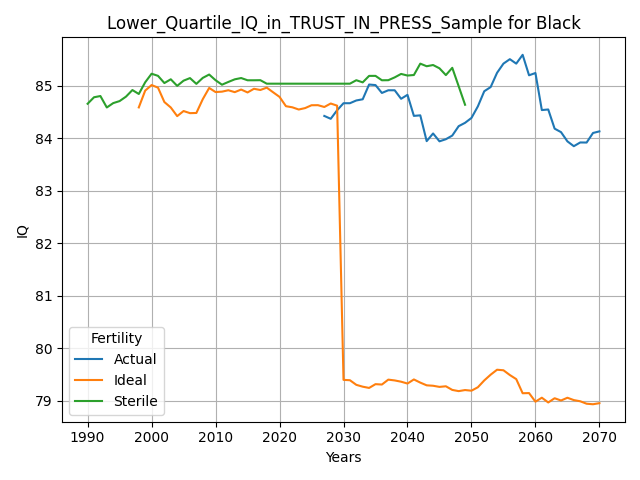 Lower_Quartile_IQ_in_TRUST_IN_PRESS_Sample for Black
IQ
85
84
83
82
81
80
79
Fertility
Actual
Ideal
Sterile
1990 2000 2010 2020 2030 2040 2050 2060 2070
Years